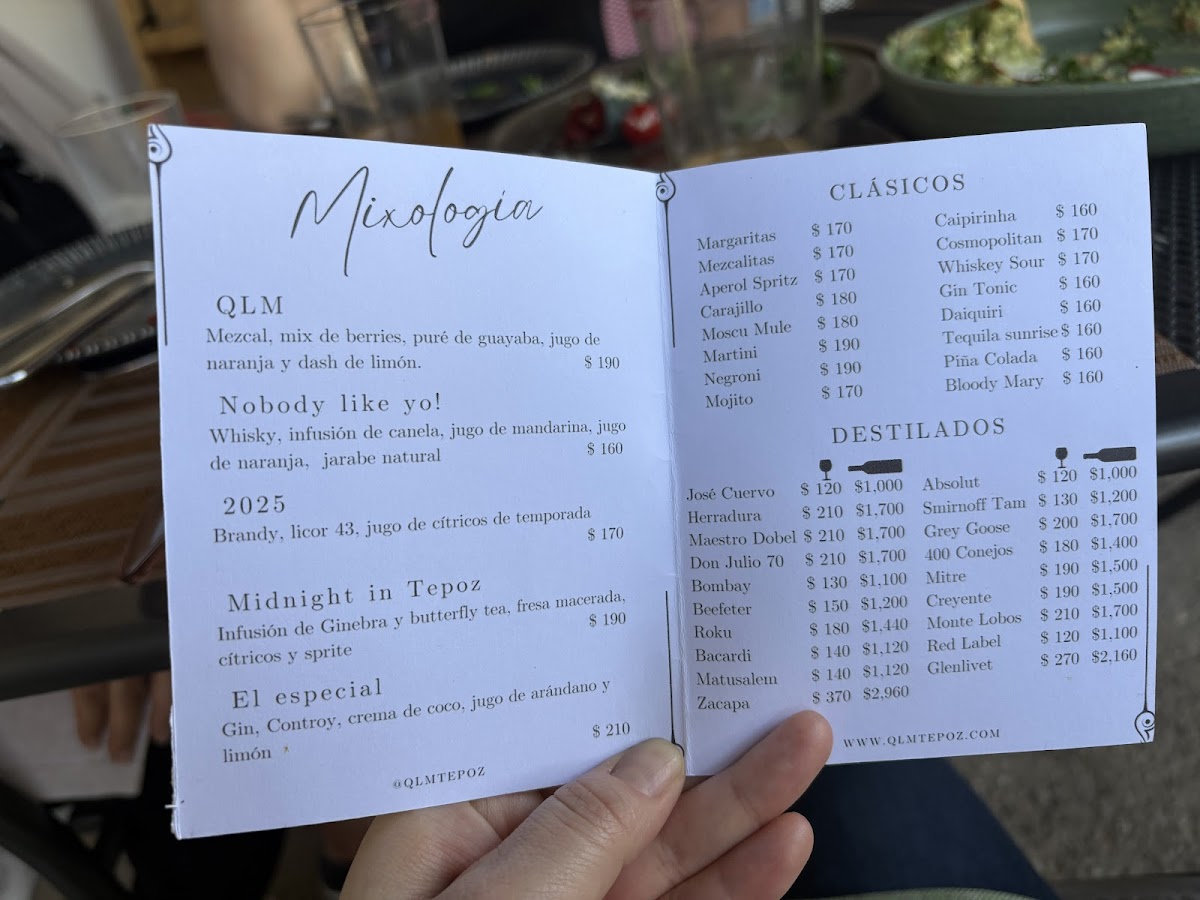 Mixología
QLM
Mezcal, mix de berries, puré de guayaba, jugo de
naranja y dash de limón. $ 190
Nobody like yo!
Whisky, infusión de canela, jugo de mandarina, jugo
de naranja, jarabe natural $ 160
2025
Brandy, licor 43, jugo de cítricos de temporada
$ 170
Midnight in Tepoz
Infusión de Ginebra y butterfly tea, fresa macerada,
cítricos y sprite $ 190
El especial
Gin, Controy, crema de coco, jugo de arándano y
limón $ 210
@QLMTEPOZ
CLÁSICOS
Margaritas $ 170
Mezcalitas $ 170
Aperol Spritz $ 170
Carajillo $ 180
Moscu Mule $ 180
Martini $ 190
Negroni $ 190
Mojito $ 170
Caipirinha $ 160
Cosmopolitan $ 170
Whiskey Sour $ 170
Gin Tonic $ 160
Daiquiri $ 160
Tequila sunrise $ 160
Piña Colada $ 160
Bloody Mary $ 160
DESTILADOS
José Cuervo $ 120 $1,000
Herradura $ 210 $1,700
Maestro Dobel $ 210 $1,700
Don Julio 70 $ 210 $1,700
Bombay $ 130 $1,100
Beefeter $ 150 $1,200
Roku $ 180 $1,440
Bacardi $ 140 $1,120
Matusalem $ 140 $1,120
Zacapa $ 370 $2,960
Absolut $ 120 $1,000
Smirnoff Tam $ 130 $1,200
Grey Goose $ 200 $1,700
400 Conejos $ 180 $1,400
Mitre $ 190 $1,500
Creyente $ 190 $1,500
Monte Lobos $ 210 $1,700
Red Label $ 120 $1,100
Glenlivet $ 270 $2,160
WWW.QLMTEPOZ.COM